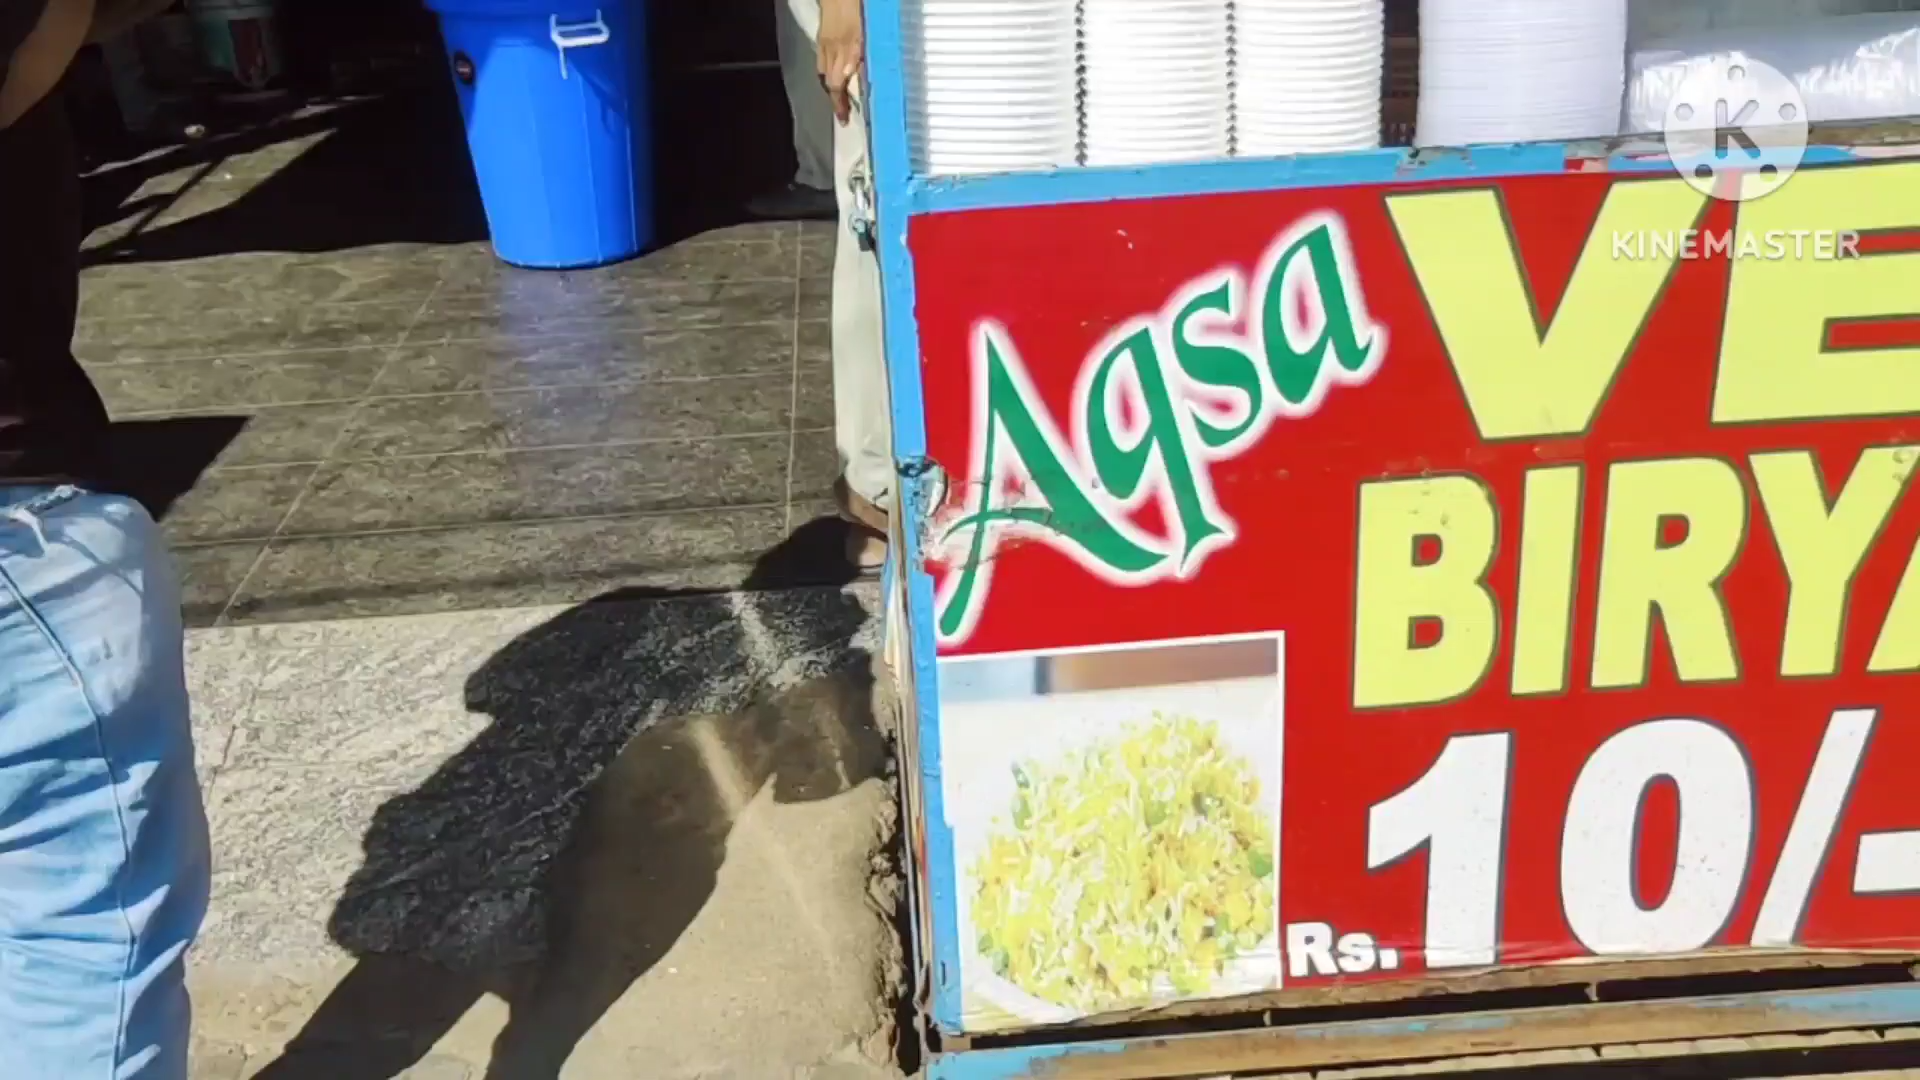 Aqsa
VE
BIRYA
Rs. 10/-
K
KINEMASTER